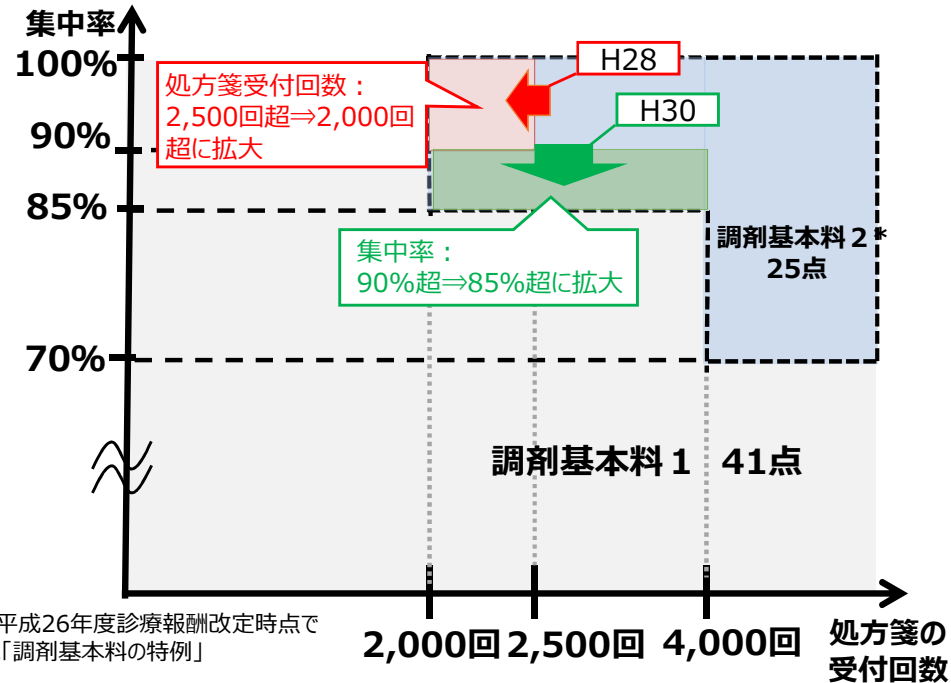 集中率
100%
90%
85%
70%
処方箋受付回数：
2,500回超⇒2,000回
超に拡大
H28
H30
集中率：
90%超⇒85%超に拡大
調剤基本料２*
25点
調剤基本料１ 41点
2,000回
2,500回
4,000回
処方箋の
受付回数
平成26年度診療報酬改定時点で
「調剤基本料の特例」